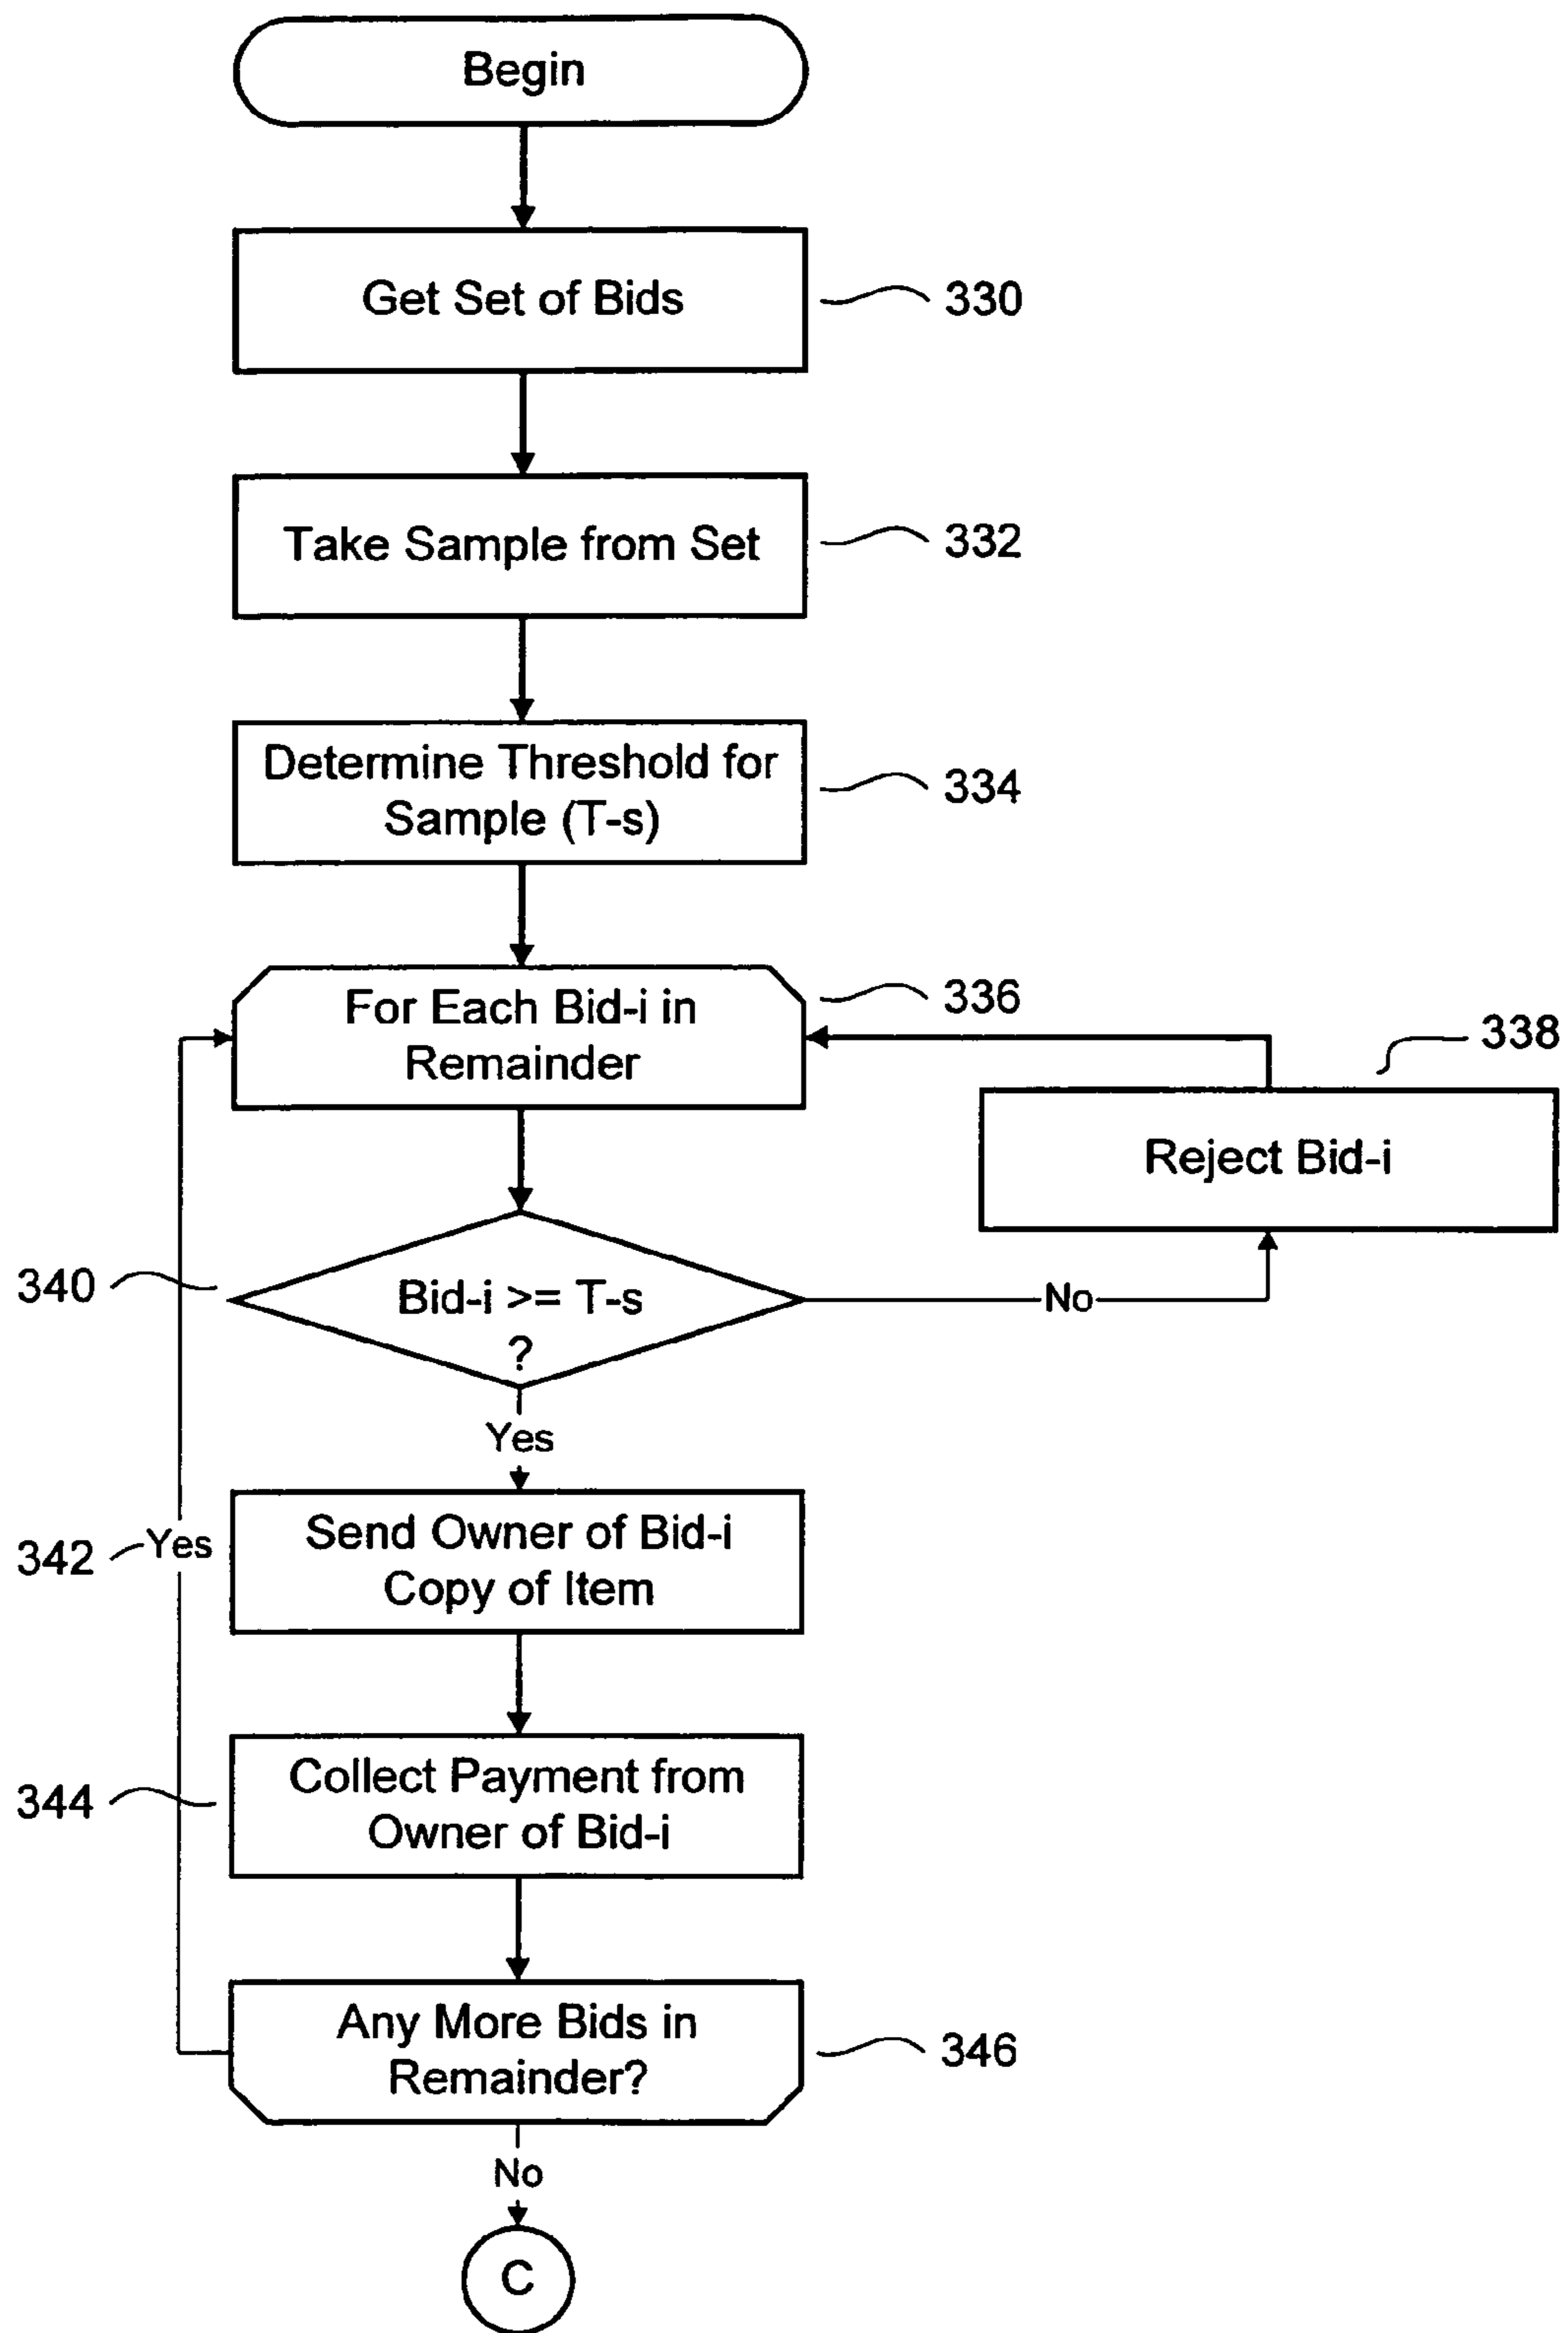 Begin
Get Set of Bids
330
Take Sample from Set
332
Determine Threshold for
Sample (T-s)
334
For Each Bid-i in
Remainder
336
338
Reject Bid-i
340
Bid-i >= T-s
?
No
Yes
342
Yes
Send Owner of Bid-i
Copy of Item
344
Collect Payment from
Owner of Bid-i
Any More Bids in
Remainder?
346
No
C